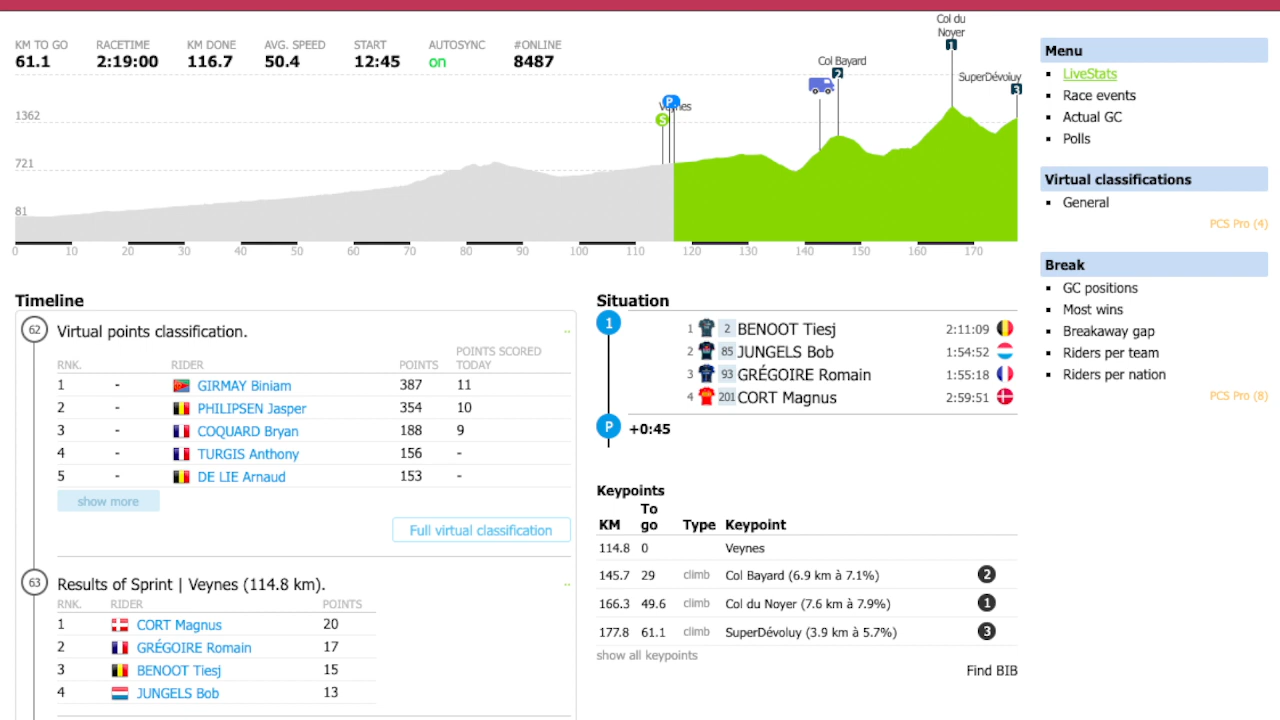 KM TO GO RACETIME KM DONE AVG. SPEED START AUTOSYNC #ONLINE
61.1 2:19:00 116.7 50.4 12:45 on 8487
Col du
Noyer
1
Col Bayard
2
SuperDévoluy
3
P
S
1362
721
81
0 10 20 30 40 50 60 70 80 90 100 110 120 130 140 150 160 170
Menu
LiveStats
Race events
Actual GC
Polls
Virtual classifications
General
PCS Pro (4)
Break
GC positions
Most wins
Breakaway gap
Riders per team
Riders per nation
PCS Pro (8)
Timeline
62 Virtual points classification.
RNK. RIDER POINTS POINTS SCORED TODAY
1 - GIRMAY Biniam 387 11
2 - PHILIPSEN Jasper 354 10
3 - COQUARD Bryan 188 9
4 - TURGIS Anthony 156 -
5 - DE LIE Arnaud 153 -
show more
Full virtual classification
63 Results of Sprint | Veynes (114.8 km).
RNK. RIDER POINTS
1 CORT Magnus 20
2 GRÉGOIRE Romain 17
3 BENOOT Tiesj 15
4 JUNGELS Bob 13
Situation
1
1 2 BENOOT Tiesj 2:11:09
2 85 JUNGELS Bob 1:54:52
3 93 GRÉGOIRE Romain 1:55:18
4 201 CORT Magnus 2:59:51
P +0:45
Keypoints
KM To go Type Keypoint
114.8 0 Veynes
145.7 29 climb Col Bayard (6.9 km à 7.1%) 2
166.3 49.6 climb Col du Noyer (7.6 km à 7.9%) 1
177.8 61.1 climb SuperDévoluy (3.9 km à 5.7%) 3
show all keypoints
Find BIB